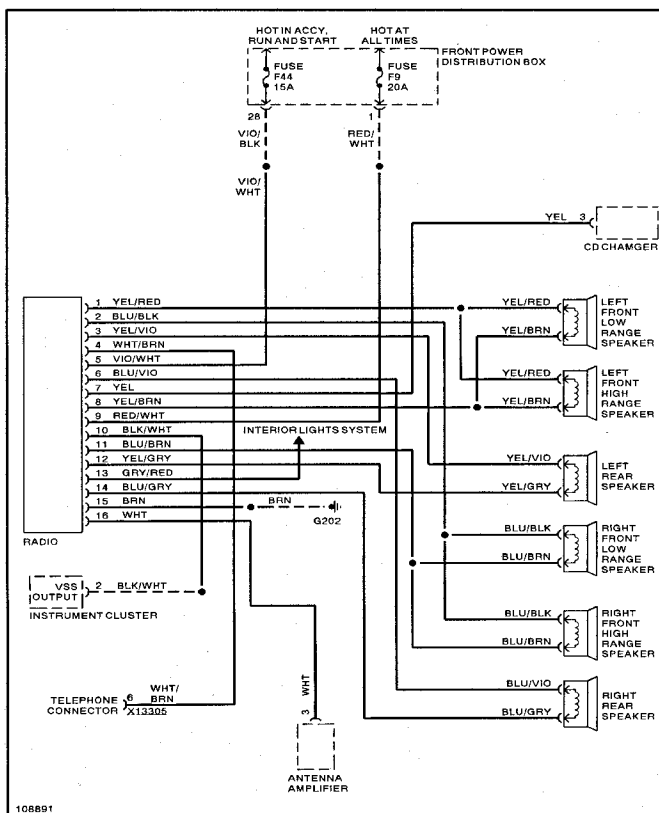 HOT IN ACCY,
RUN AND START
HOT AT
ALL TIMES
FUSE
F44
15A
FUSE
F9
20A
FRONT POWER
DISTRIBUTION BOX
28
1
VIO/
BLK
RED/
WHT
VIO/
WHT
YEL 3
CD CHAMGER
1 YEL/RED
2 BLU/BLK
3 YEL/VIO
4 WHT/BRN
5 VIO/WHT
6 BLU/VIO
7 YEL
8 YEL/BRN
9 RED/WHT
10 BLK/WHT
11 BLU/BRN
12 YEL/GRY
13 GRY/RED
14 BLU/GRY
15 BRN
16 WHT
RADIO
INTERIOR LIGHTS SYSTEM
BRN
G202
YEL/RED
YEL/BRN
LEFT
FRONT
LOW
RANGE
SPEAKER
YEL/RED
YEL/BRN
LEFT
FRONT
HIGH
RANGE
SPEAKER
YEL/VIO
YEL/GRY
LEFT
REAR
SPEAKER
BLU/BLK
BLU/BRN
RIGHT
FRONT
LOW
RANGE
SPEAKER
BLU/BLK
BLU/BRN
RIGHT
FRONT
HIGH
RANGE
SPEAKER
BLU/VIO
BLU/GRY
RIGHT
REAR
SPEAKER
VSS
OUTPUT
2 BLK/WHT
INSTRUMENT CLUSTER
TELEPHONE
CONNECTOR
6
X13305
WHT/
BRN
WHT
3
ANTENNA
AMPLIFIER
108891